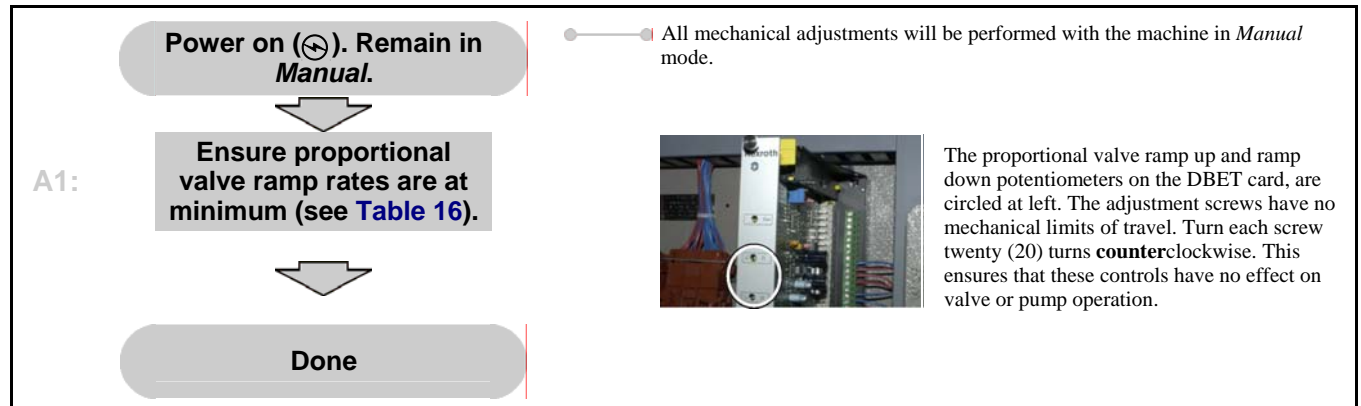 Power on ( ). Remain in
Manual.
All mechanical adjustments will be performed with the machine in Manual
mode.
A1:
Ensure proportional
valve ramp rates are at
minimum (see Table 16).
rexroth
The proportional valve ramp up and ramp
down potentiometers on the DBET card, are
circled at left. The adjustment screws have no
mechanical limits of travel. Turn each screw
twenty (20) turns counterclockwise. This
ensures that these controls have no effect on
valve or pump operation.
Done